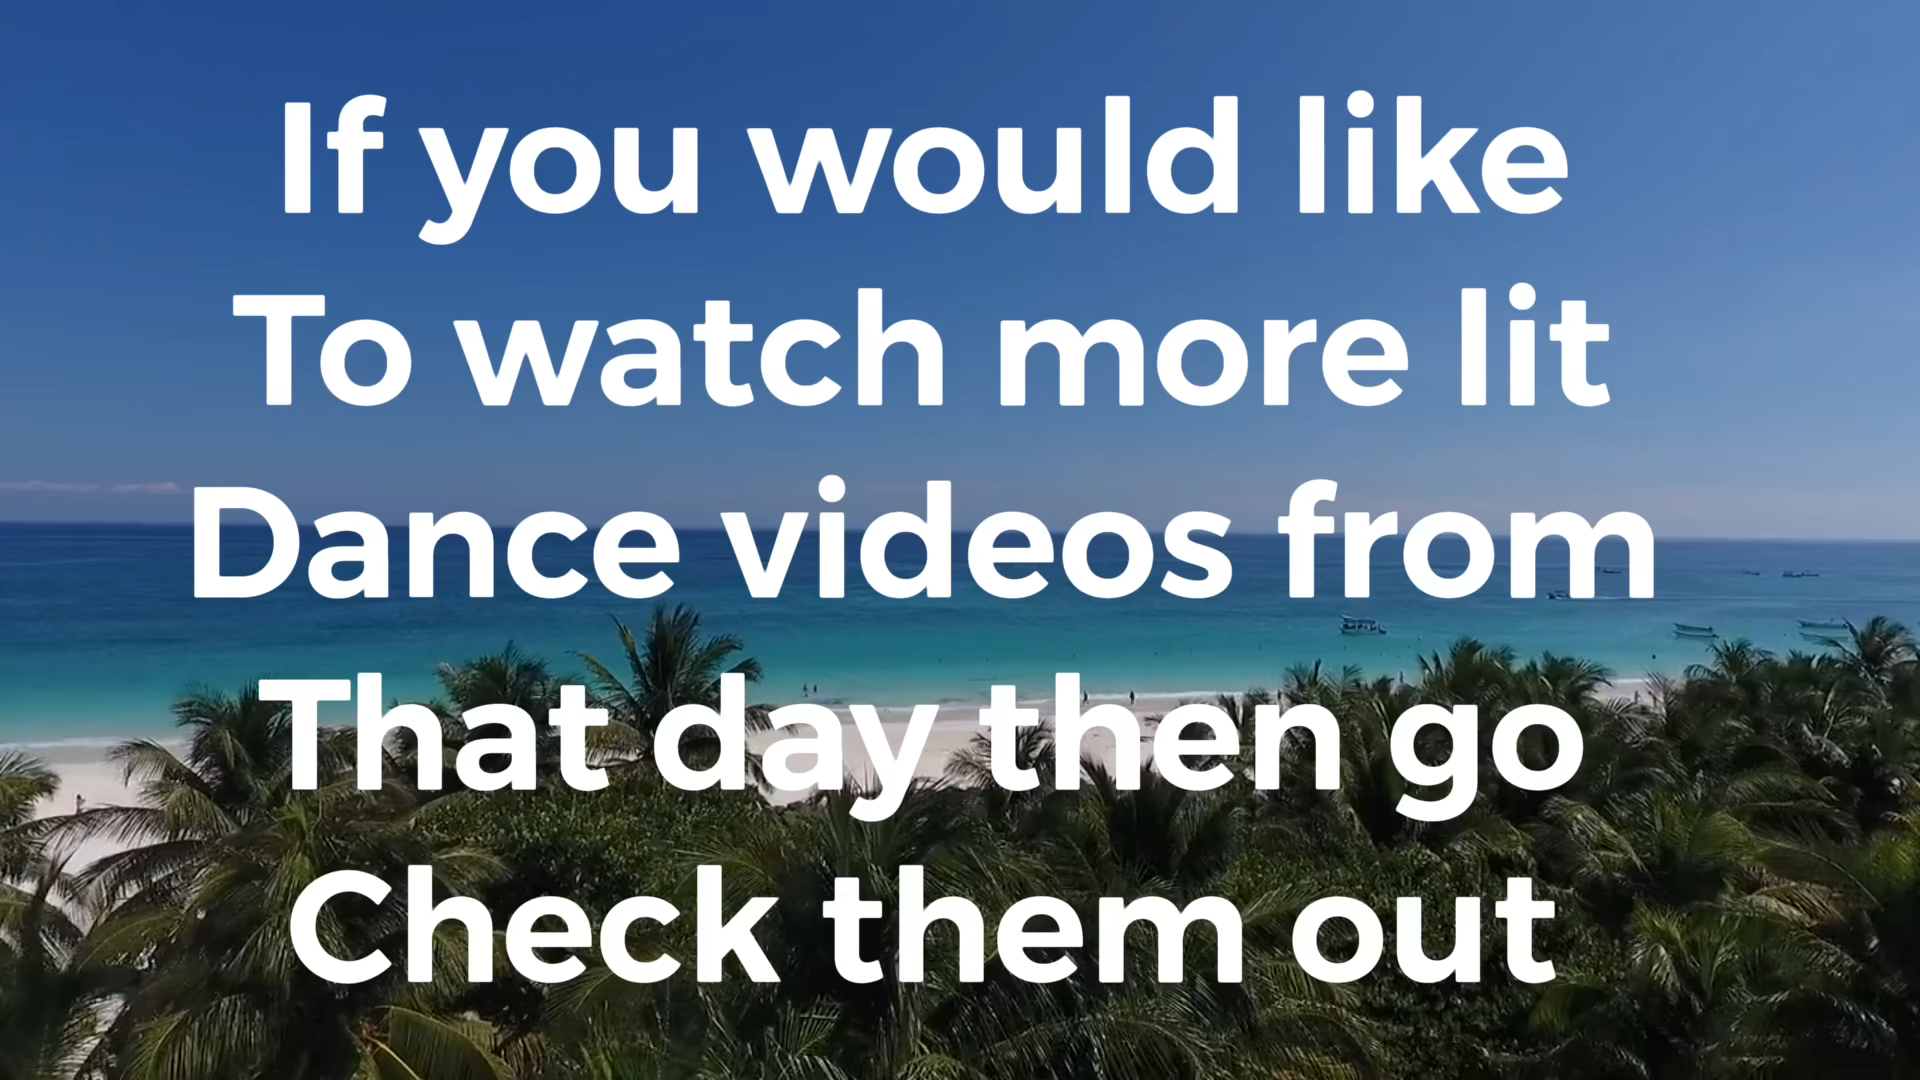 If you would like
To watch more lit
Dance videos from
That day then go
Check them out